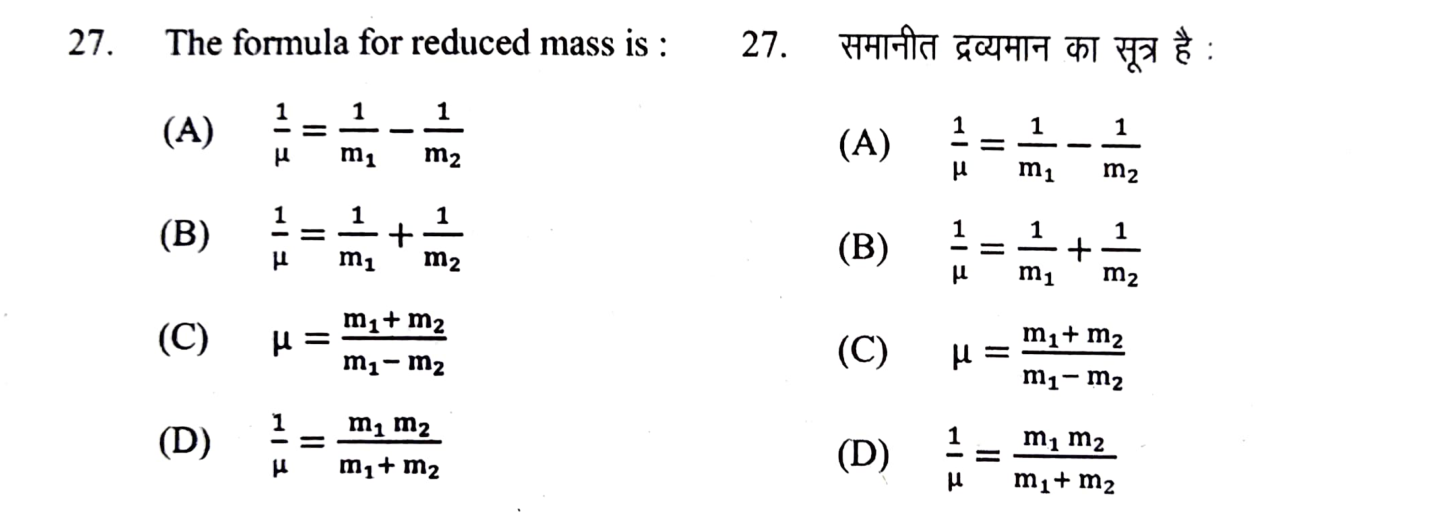 27. The formula for reduced mass is :
(A) 1/μ = 1/m₁ − 1/m₂
(B) 1/μ = 1/m₁ + 1/m₂
(C) μ = (m₁+ m₂)/(m₁− m₂)
(D) 1/μ = (m₁ m₂)/(m₁+ m₂)
27. समानीत द्रव्यमान का सूत्र है :
(A) 1/μ = 1/m₁ − 1/m₂
(B) 1/μ = 1/m₁ + 1/m₂
(C) μ = (m₁+ m₂)/(m₁− m₂)
(D) 1/μ = (m₁ m₂)/(m₁+ m₂)